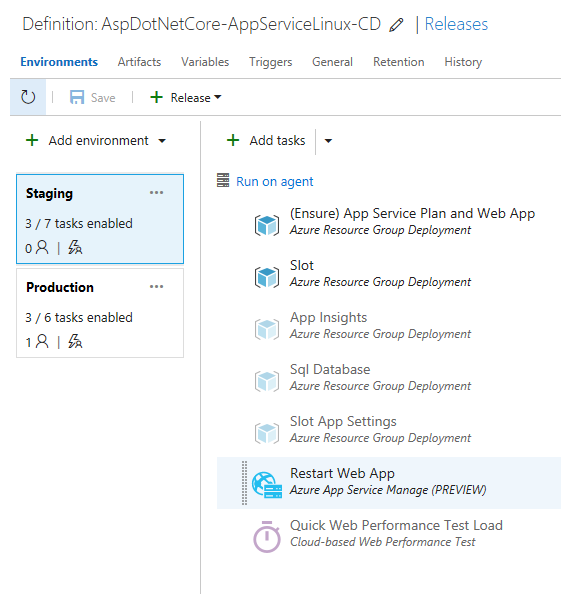 Definition: AspDotNetCore-AppServiceLinux-CD | Releases
Environments Artifacts Variables Triggers General Retention History
Save Release
Add environment
Add tasks
Staging ...
3 / 7 tasks enabled
0 |
Production ...
3 / 6 tasks enabled
1 |
Run on agent
(Ensure) App Service Plan and Web App
Azure Resource Group Deployment
Slot
Azure Resource Group Deployment
App Insights
Azure Resource Group Deployment
Sql Database
Azure Resource Group Deployment
Slot App Settings
Azure Resource Group Deployment
Restart Web App
Azure App Service Manage (PREVIEW)
Quick Web Performance Test Load
Cloud-based Web Performance Test